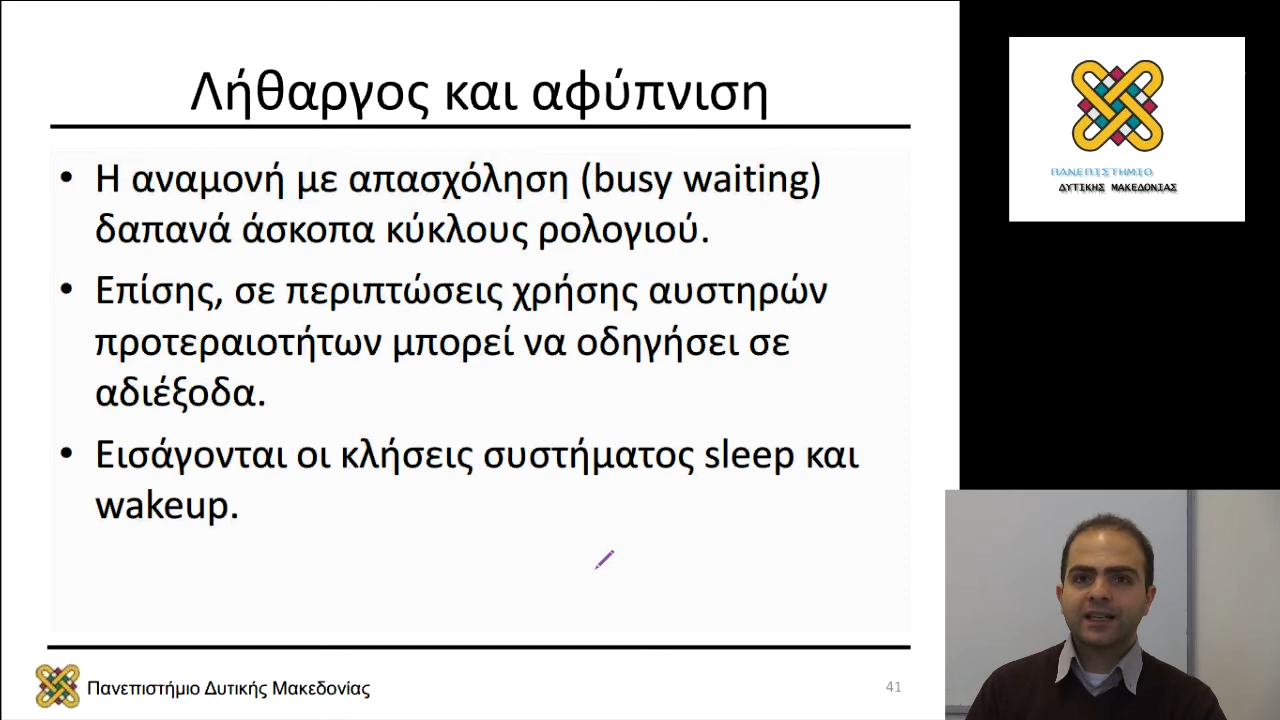 Λήθαργος και αφύπνιση
• Η αναμονή με απασχόληση (busy waiting)
δαπανά άσκοπα κύκλους ρολογιού.
• Επίσης, σε περιπτώσεις χρήσης αυστηρών
προτεραιοτήτων μπορεί να οδηγήσει σε
αδιέξοδα.
• Εισάγονται οι κλήσεις συστήματος sleep και
wakeup.
Πανεπιστήμιο Δυτικής Μακεδονίας
41
ΠΑΝΕΠΙΣΤΗΜΙΟ
ΔΥΤΙΚΗΣ ΜΑΚΕΔΟΝΙΑΣ